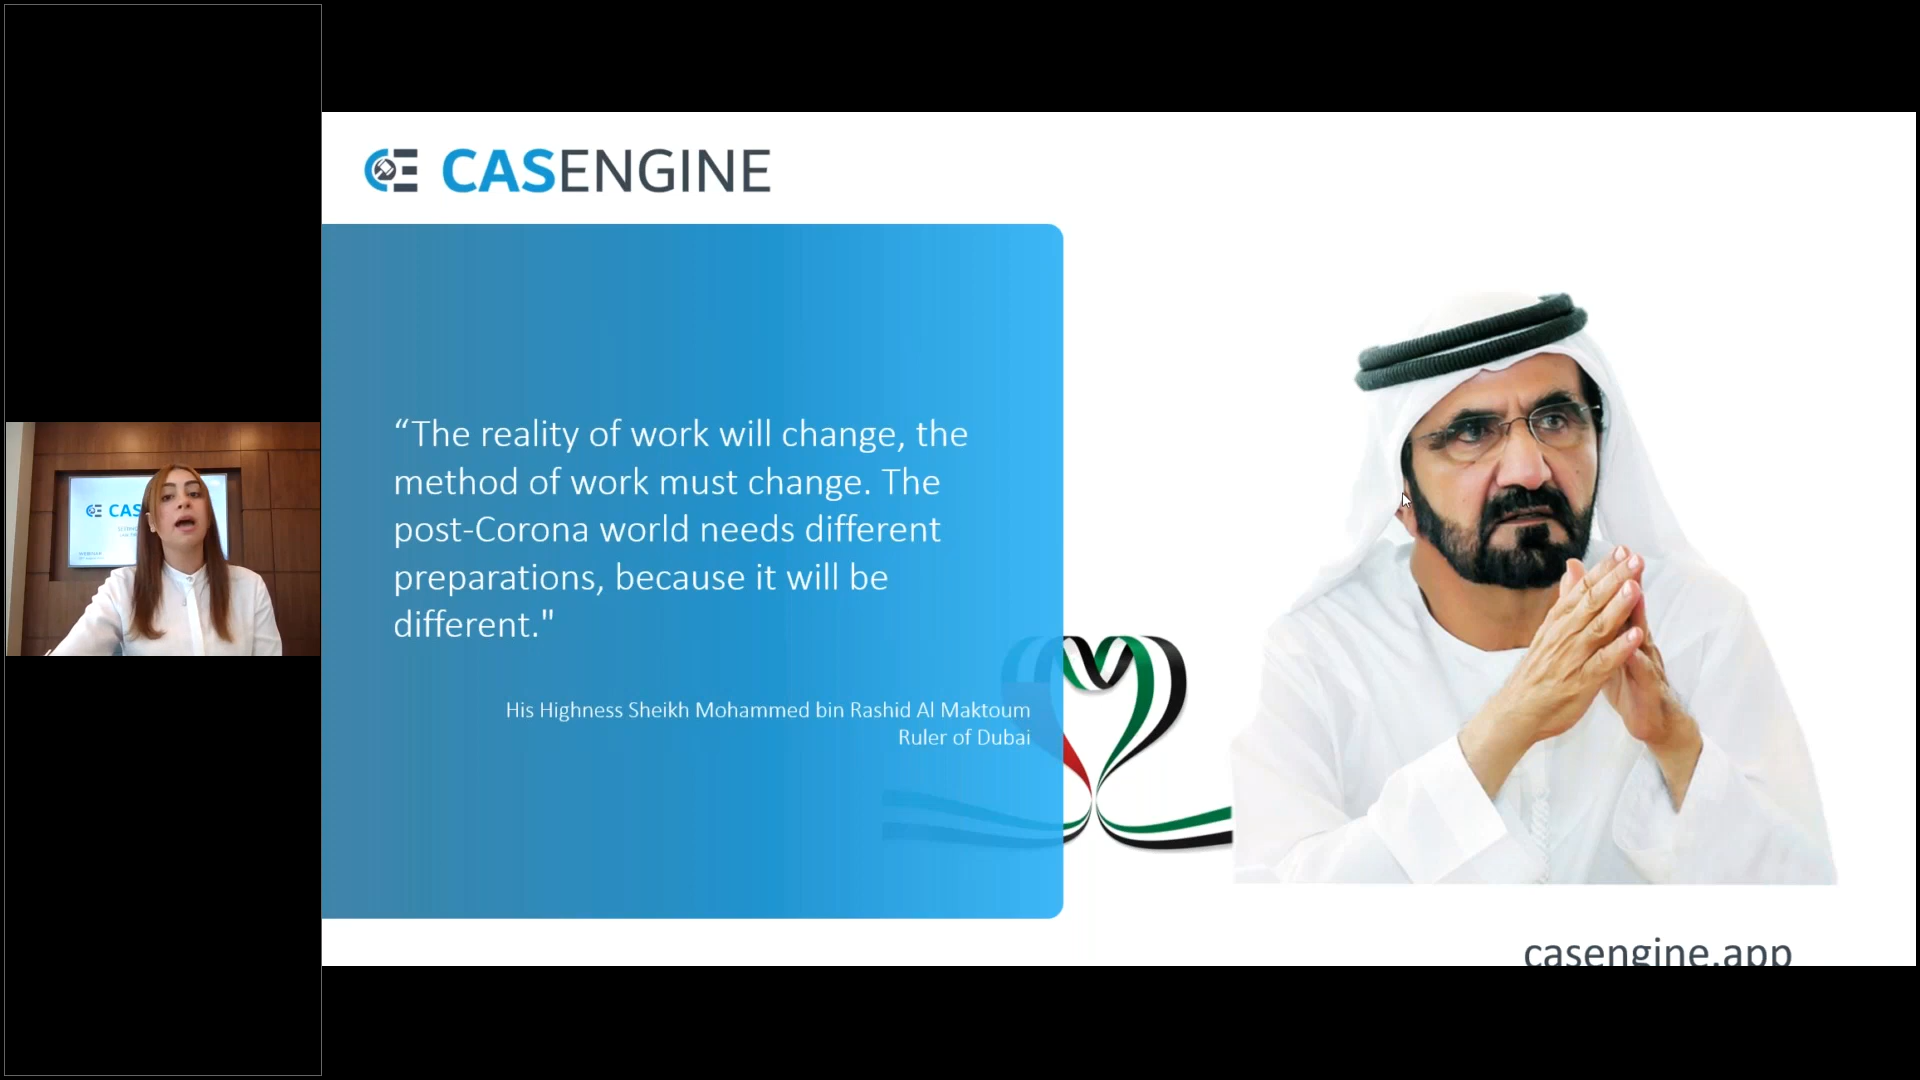 CASENGINE
“The reality of work will change, the
method of work must change. The
post-Corona world needs different
preparations, because it will be
different."
His Highness Sheikh Mohammed bin Rashid Al Maktoum
Ruler of Dubai
casengine.app
CAS
WEBINAR